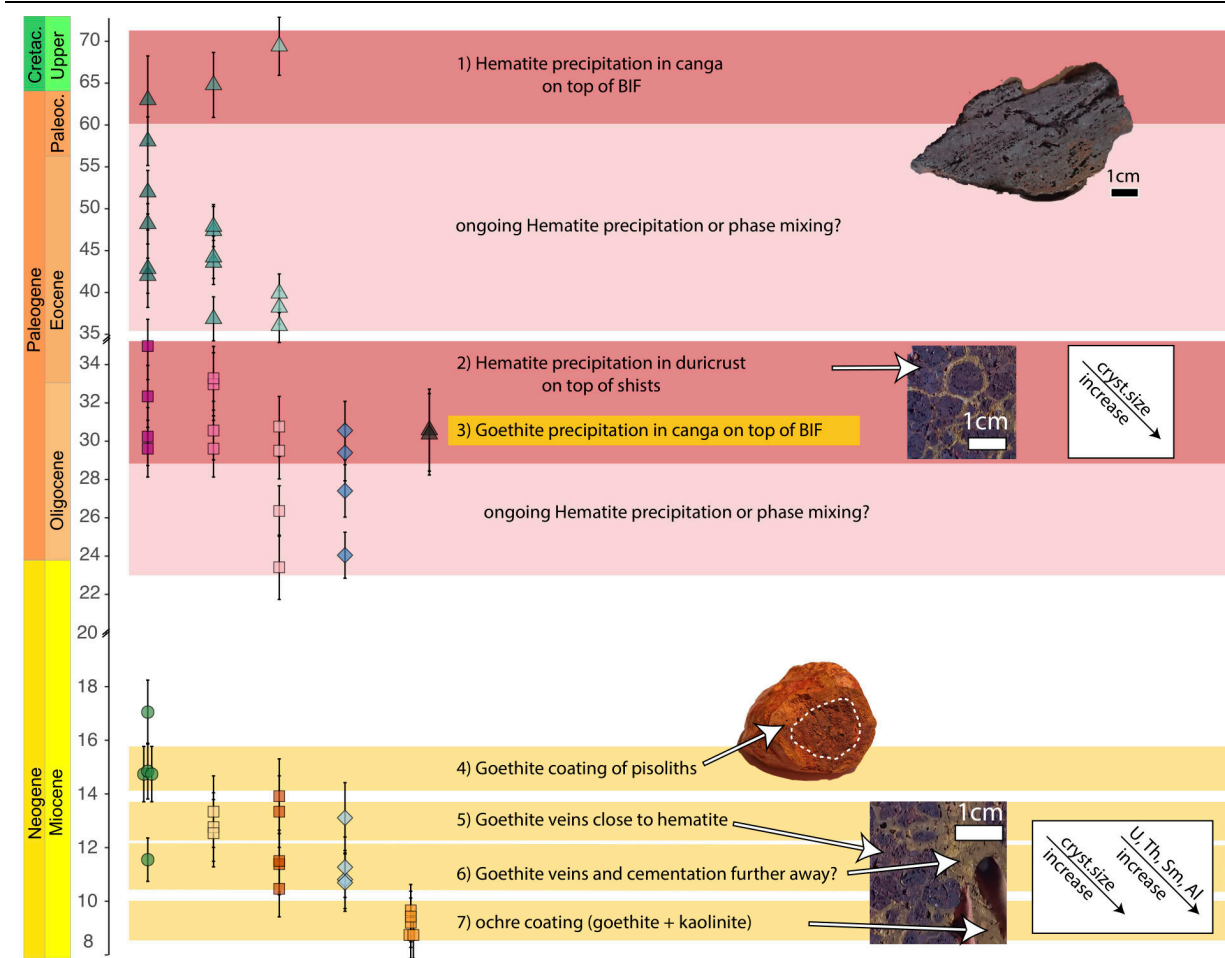 Cretac.
Upper
Paleogene
Paleoc.
Eocene
Oligocene
Neogene
Miocene
70
65
60
55
50
45
40
35
34
32
30
28
26
24
22
20
18
16
14
12
10
8
1) Hematite precipitation in canga
on top of BIF
1cm
ongoing Hematite precipitation or phase mixing?
2) Hematite precipitation in duricrust
on top of shists
1cm
cryst.size
increase
3) Goethite precipitation in canga on top of BIF
ongoing Hematite precipitation or phase mixing?
4) Goethite coating of pisoliths
5) Goethite veins close to hematite
1cm
6) Goethite veins and cementation further away?
7) ochre coating (goethite + kaolinite)
cryst.size
increase
U, Th, Sm, Al
increase